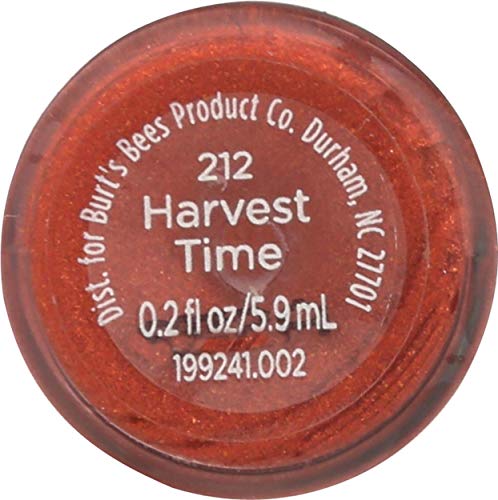 Dist. for Burt's Bees Product Co. Durham, NC 27701
212
Harvest
Time
0.2 fl oz/5.9 mL
199241.002